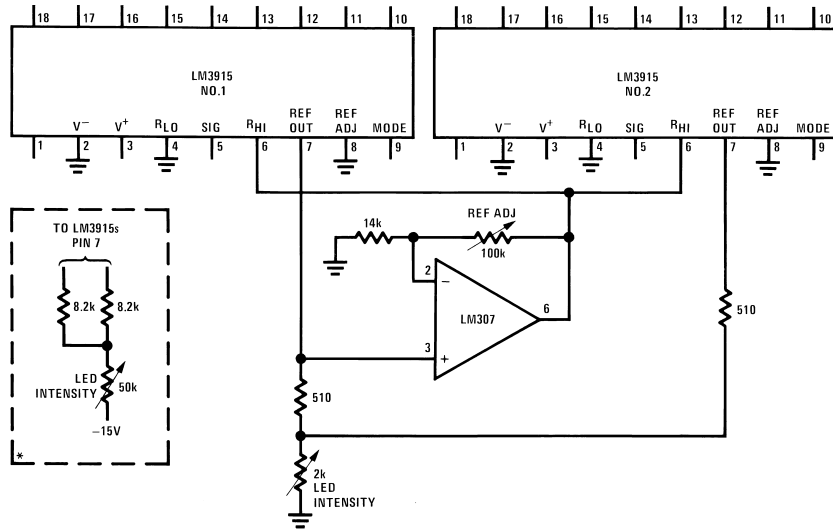 18 17 16 15 14 13 12 11 10
18 17 16 15 14 13 12 11 10
LM3915
NO.1
LM3915
NO.2
V− V+ RLO SIG RHI REF OUT REF ADJ MODE
V− V+ RLO SIG RHI REF OUT REF ADJ MODE
1 2 3 4 5 6 7 8 9
1 2 3 4 5 6 7 8 9
TO LM3915s
PIN 7
14k
REF ADJ
100k
2
−
8.2k 8.2k
LM307
6
510
3
+
LED
INTENSITY
50k
510
−15V
*
2k
LED
INTENSITY